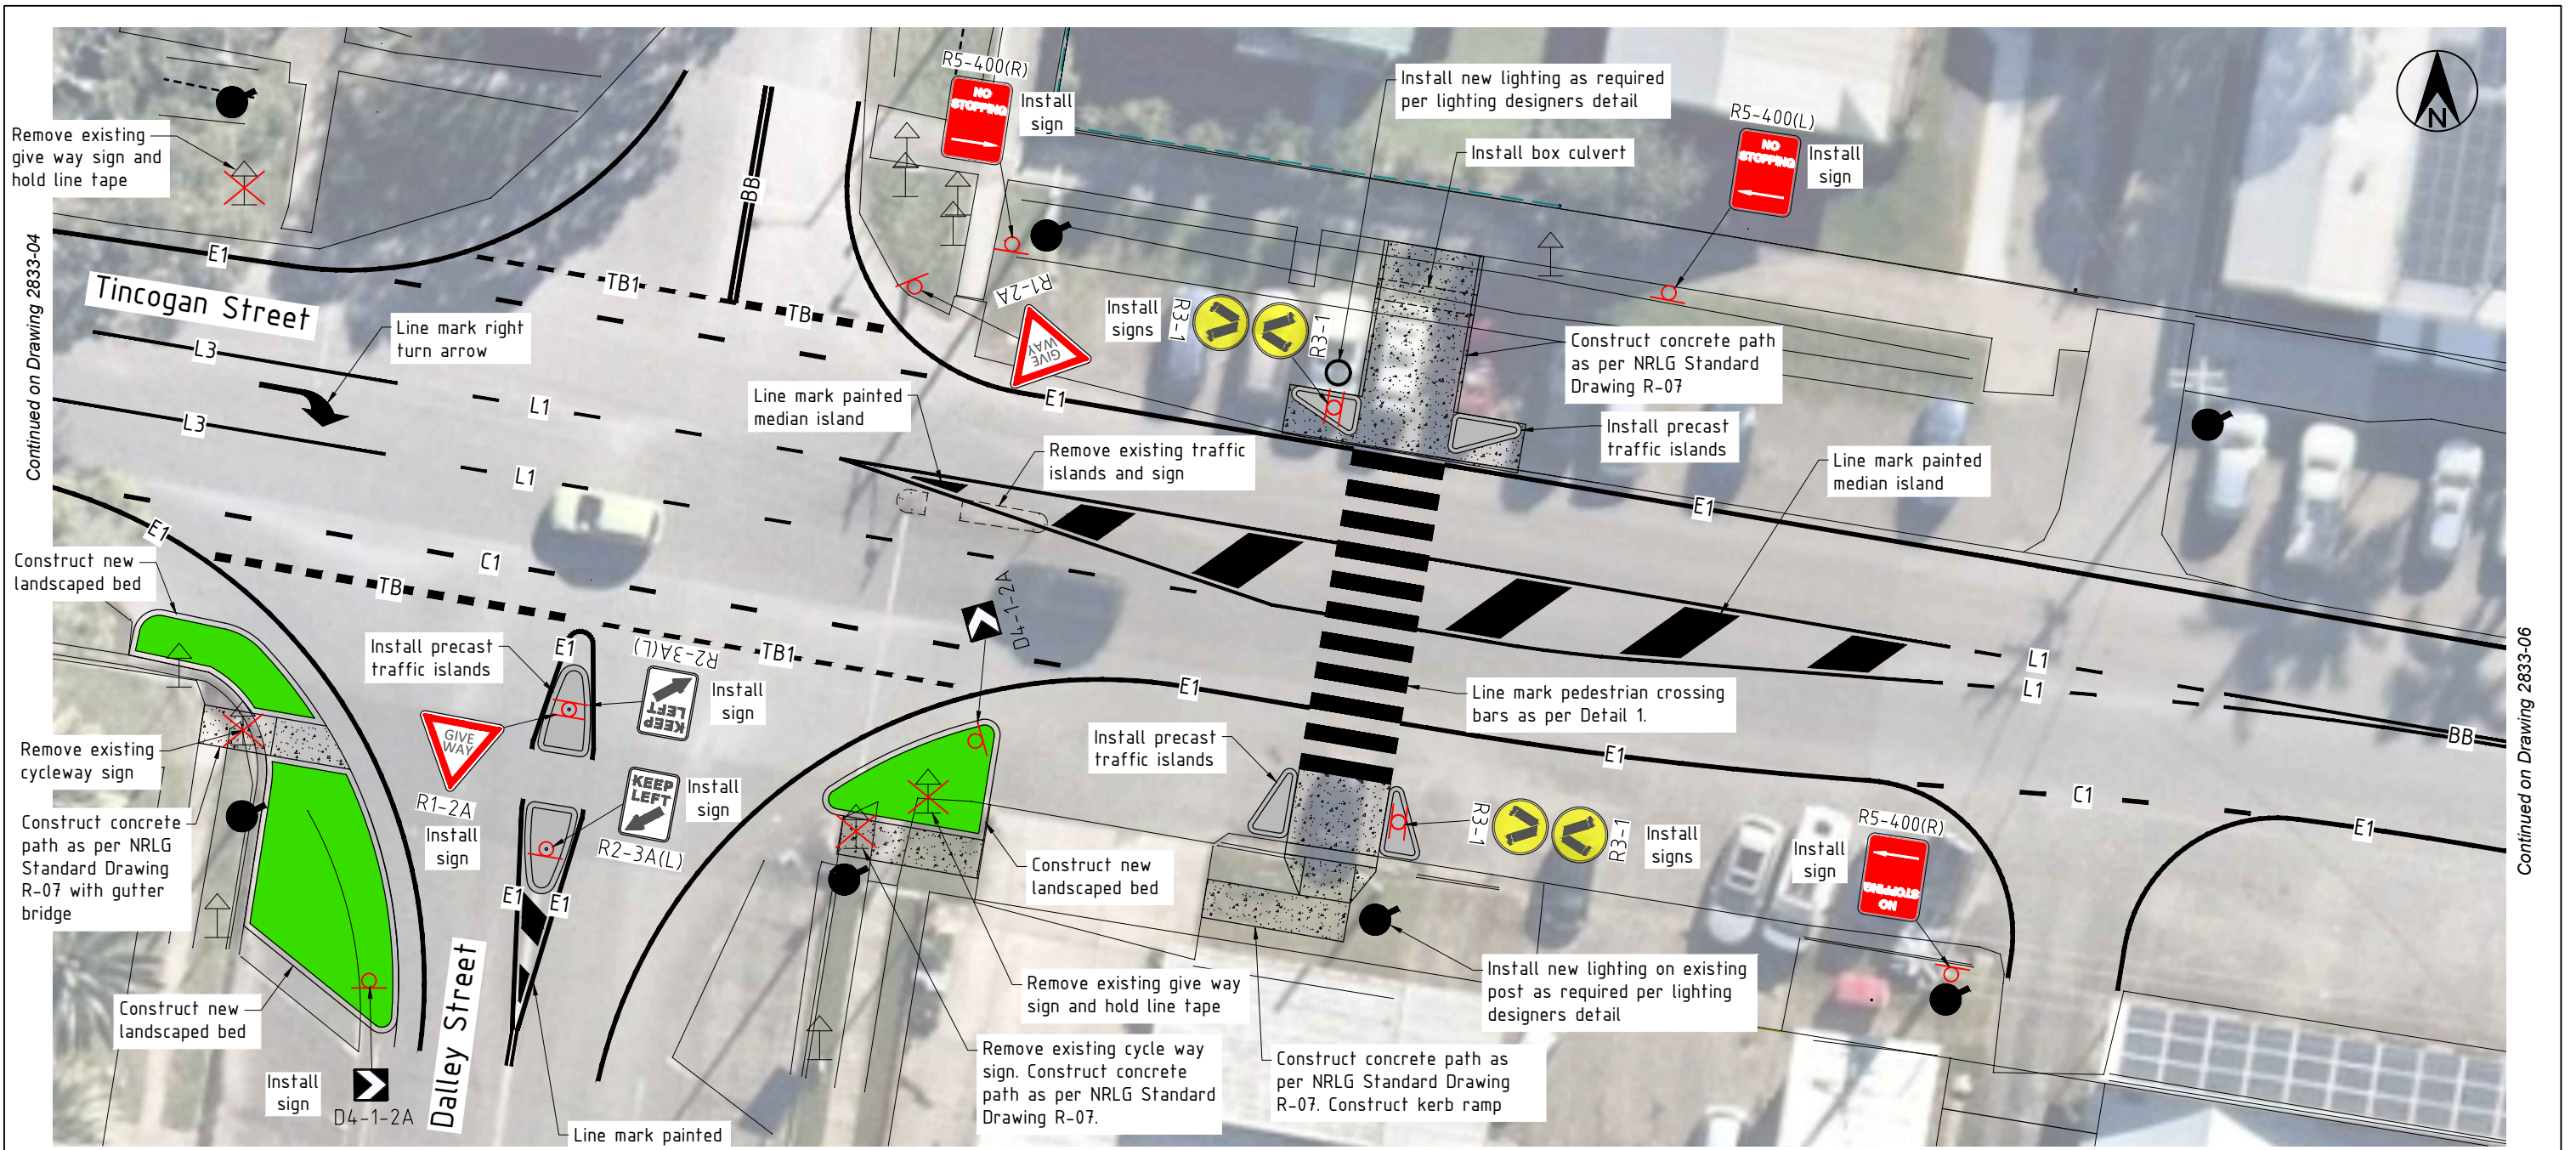 R5-400(R)
NO
STOPPING
Install
sign
Install new lighting as required
per lighting designers detail
R5-400(L)
NO
STOPPING
Install
sign
N
Remove existing
give way sign and
hold line tape
Install box culvert
Continued on Drawing 2833-04
E1
Tincogan Street
BB
TB1
TB
L3
Line mark right
turn arrow
L3
L1
L1
R1-2A
GIVE
WAY
Install
signs
R3-1
R3-1
Construct concrete path
as per NRLG Standard
Drawing R-07
Line mark painted
median island
E1
Install precast
traffic islands
Remove existing traffic
islands and sign
Line mark painted
median island
E1
E1
C1
TB
Construct new
landscaped bed
D4-1-2A
Install precast
traffic islands
E1
R2-3A(L)
KEEP
LEFT
Install
sign
TB1
E1
Line mark pedestrian crossing
bars as per Detail 1.
L1
L1
BB
Continued on Drawing 2833-06
GIVE
WAY
R1-2A
Install
sign
KEEP
LEFT
Install
sign
R2-3A(L)
Remove existing
cycleway sign
Install precast
traffic islands
E1
C1
E1
Construct concrete
path as per NRLG
Standard Drawing
R-07 with gutter
bridge
R3-1
R3-1
Install
signs
Install
sign
R5-400(R)
NO
STOPPING
E1
E1
Construct new
landscaped bed
Construct new
landscaped bed
Dalley Street
Remove existing give way
sign and hold line tape
Install new lighting on existing
post as required per lighting
designers detail
Install
sign
D4-1-2A
Remove existing cycle way
sign. Construct concrete
path as per NRLG Standard
Drawing R-07.
Construct concrete path as
per NRLG Standard Drawing
R-07. Construct kerb ramp
Line mark painted